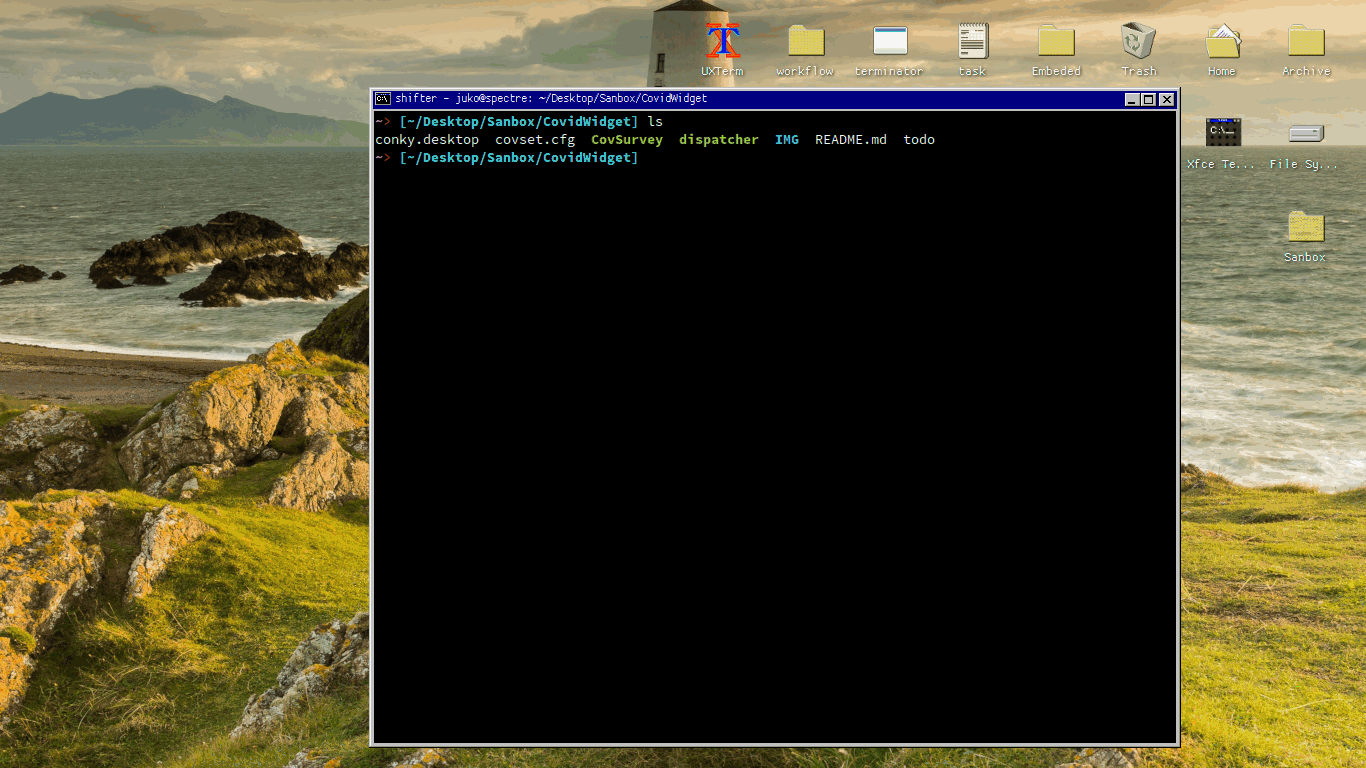 UXTerm workflow terminator task Embeded Trash Home Archive
shifter - juko@spectre: ~/Desktop/Sanbox/CovidWidget
~> [~/Desktop/Sanbox/CovidWidget] ls
conky.desktop covset.cfg CovSurvey dispatcher IMG README.md todo
~> [~/Desktop/Sanbox/CovidWidget]
Xfce Te... File Sy...
Sanbox